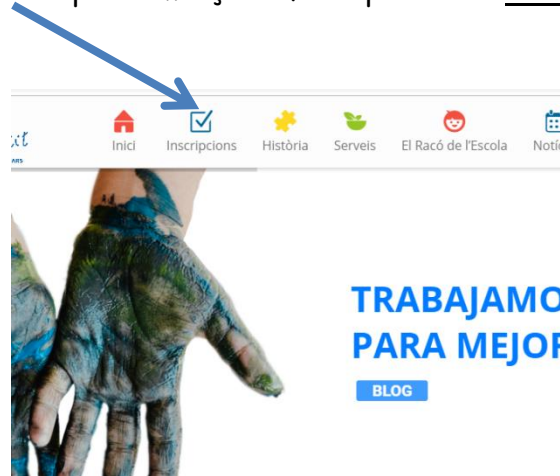 Inici Inscripcions Història Serveis El Racó de l'Escola
TRABAJAMO
PARA MEJOR
BLOG